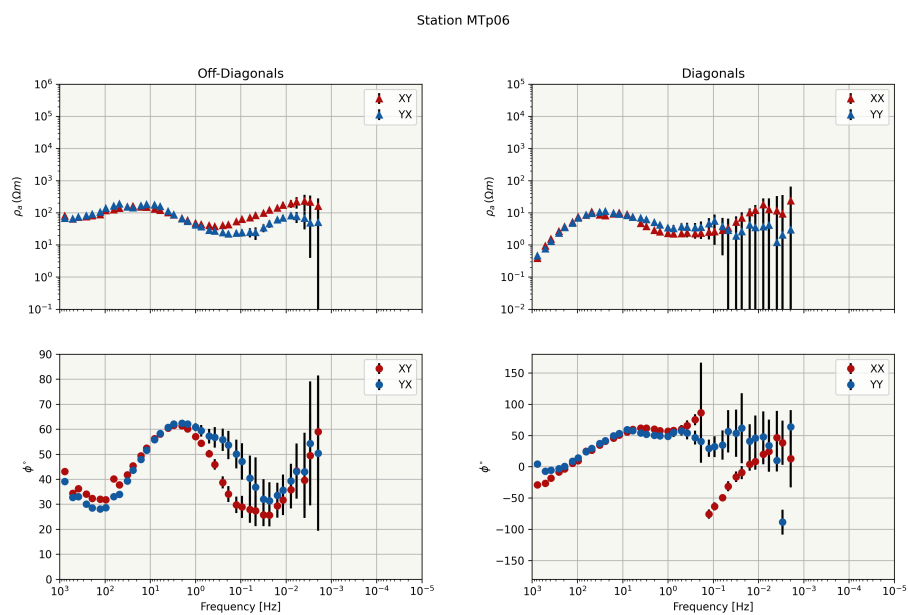 Station MTp06
Off-Diagonals
Diagonals
10^6
10^5
10^4
10^3
10^2
10^1
10^0
10^-1
ρ_a (Ωm)
XY
YX
10^5
10^4
10^3
10^2
10^1
10^0
10^-1
10^-2
ρ_a (Ωm)
XX
YY
90
80
70
60
50
40
30
20
10
0
ϕ°
XY
YX
10^3 10^2 10^1 10^0 10^-1 10^-2 10^-3 10^-4 10^-5
Frequency [Hz]
150
100
50
0
−50
−100
−150
ϕ°
XX
YY
10^3 10^2 10^1 10^0 10^-1 10^-2 10^-3 10^-4 10^-5
Frequency [Hz]